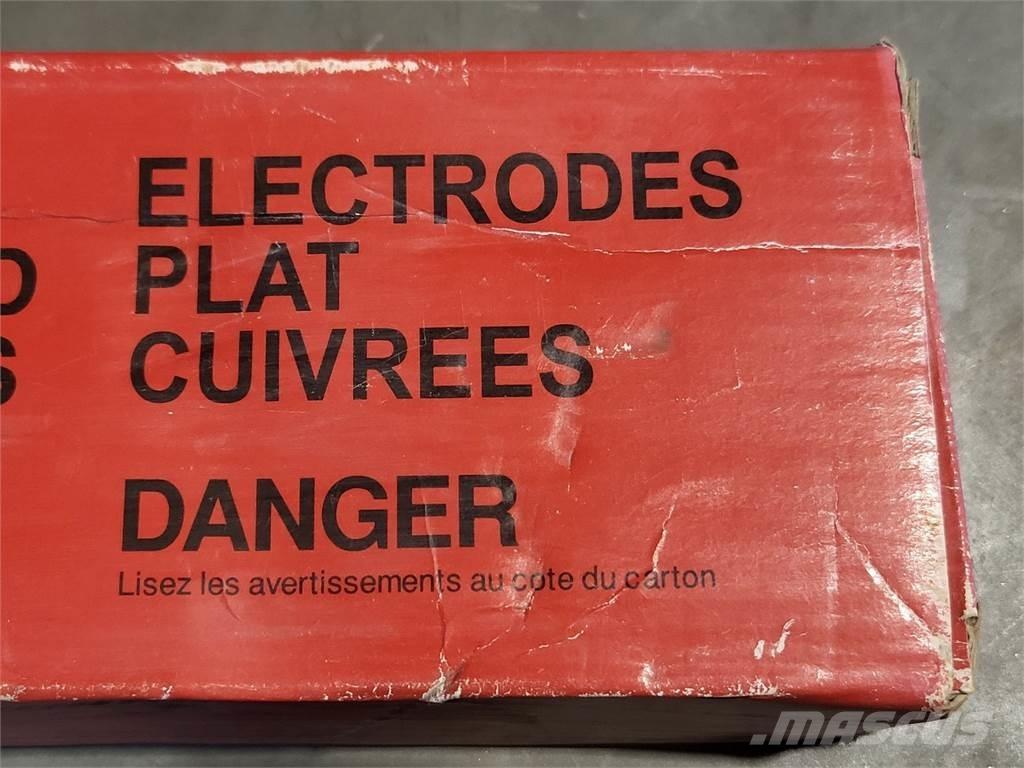 ELECTRODES
PLAT
CUIVREES
DANGER
Lisez les avertissements au cote du carton
D
S
MASCUS